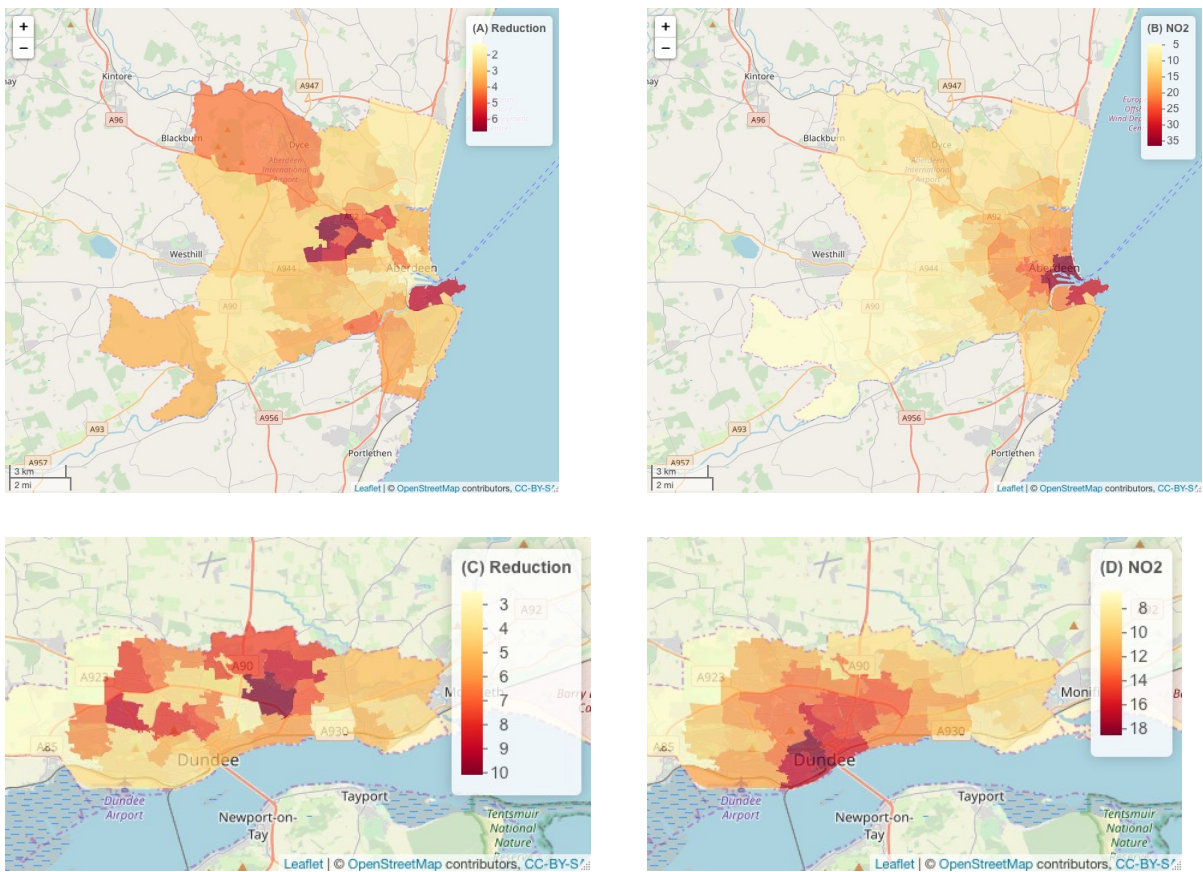 +
−
(A) Reduction
2
3
4
5
6
A947
Kintore
A96
Blackburn
Dyce
Aberdeen
International
Airport
Westhill
A944
Aberdeen
A90
A956
A93
A957
Portlethen
3 km
2 mi
Leaflet | © OpenStreetMap contributors, CC-BY-S
+
−
(B) NO2
5
10
15
20
25
30
35
A947
Kintore
A96
Blackburn
Dyce
Aberdeen
International
Airport
Westhill
A944
Aberdeen
A90
A956
A93
A957
Portlethen
3 km
2 mi
Leaflet | © OpenStreetMap contributors, CC-BY-S
(C) Reduction
3
4
5
6
7
8
9
10
A92
A90
A923
A85
A930
Dundee
Dundee
Airport
Tayport
Newport-on-
Tay
Tentsmuir
National
Nature
Leaflet | © OpenStreetMap contributors, CC-BY-SA
(D) NO2
8
10
12
14
16
18
A92
A90
A923
A85
A930
Monifi
Dundee
Dundee
Airport
Tayport
Newport-on-
Tay
Tentsmuir
National
Nature
Leaflet | © OpenStreetMap contributors, CC-BY-SA